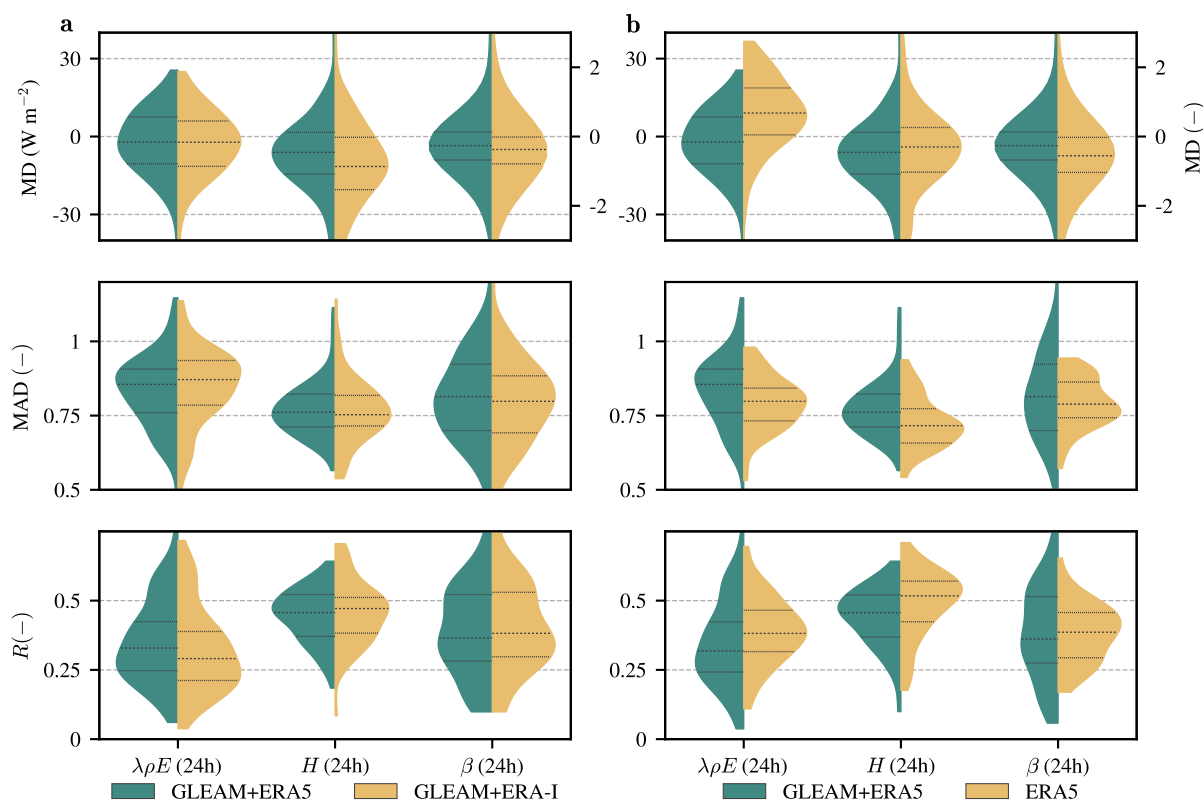 a
b
MD (W m⁻²)
30
0
-30
2
0
-2
30
0
-30
2
0
-2
MD (−)
MAD (−)
1
0.75
0.5
1
0.75
0.5
R(−)
0.5
0.25
0
0.5
0.25
0
λρE (24h)
H (24h)
β (24h)
λρE (24h)
H (24h)
β (24h)
GLEAM+ERA5
GLEAM+ERA-I
GLEAM+ERA5
ERA5